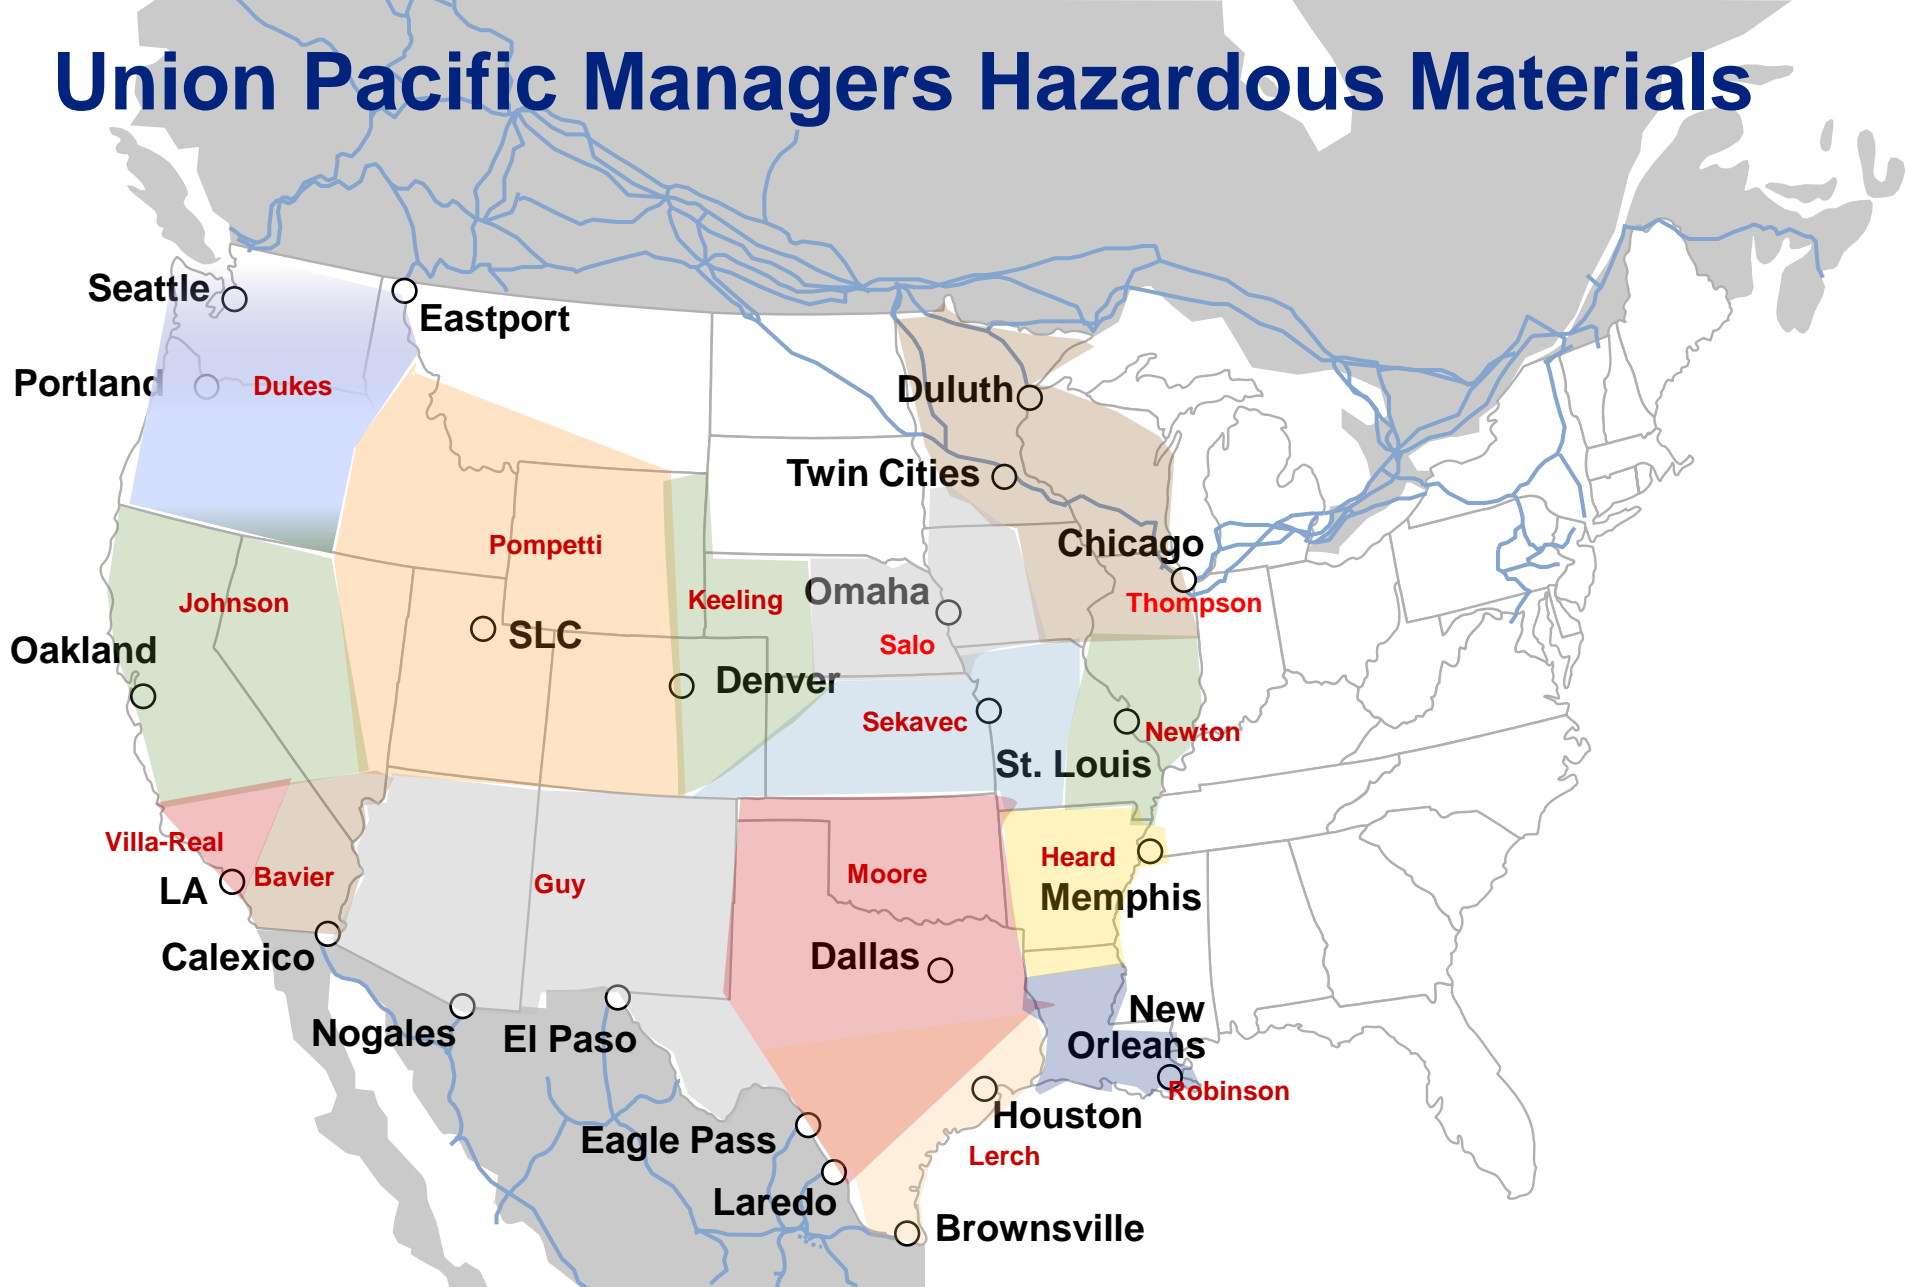 Union Pacific Managers Hazardous Materials
Seattle
Eastport
Portland
Dukes
Duluth
Twin Cities
Chicago
Pompetti
Johnson
Keeling
Omaha
Thompson
SLC
Salo
Oakland
Denver
Sekavec
Newton
St. Louis
Villa-Real
LA
Bavier
Guy
Moore
Heard
Memphis
Calexico
Dallas
Nogales
El Paso
New
Orleans
Robinson
Houston
Eagle Pass
Lerch
Laredo
Brownsville